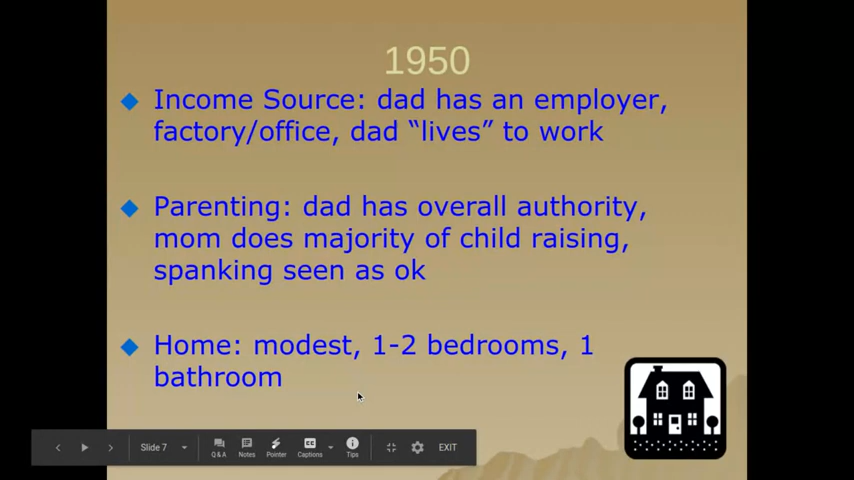 1950
Income Source: dad has an employer,
factory/office, dad “lives” to work
Parenting: dad has overall authority,
mom does majority of child raising,
spanking seen as ok
Home: modest, 1-2 bedrooms, 1
bathroom
Slide 7
Q & A
Notes
Pointer
Captions
Tips
EXIT